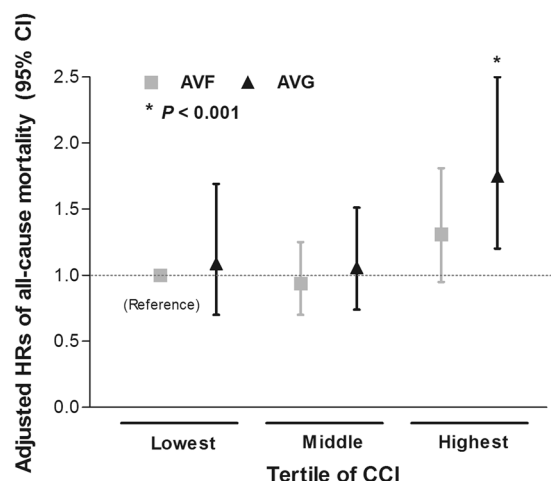 Adjusted HRs of all-cause mortality (95% CI)
2.5
2.0
1.5
1.0
0.5
0.0
AVF AVG
* P < 0.001
*
(Reference)
Lowest Middle Highest
Tertile of CCI